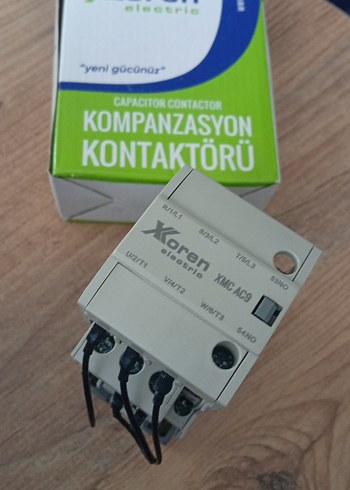 electric
"yeni gücünüz"
CAPACITOR CONTACTOR
KOMPANZASYON
KONTAKTÖRÜ
R/1/L1
S/3/L2
T/5/L3
53NO
Xoren
electric
XMC AC9
U/2/T1
V/4/T2
W/6/T3
54NO